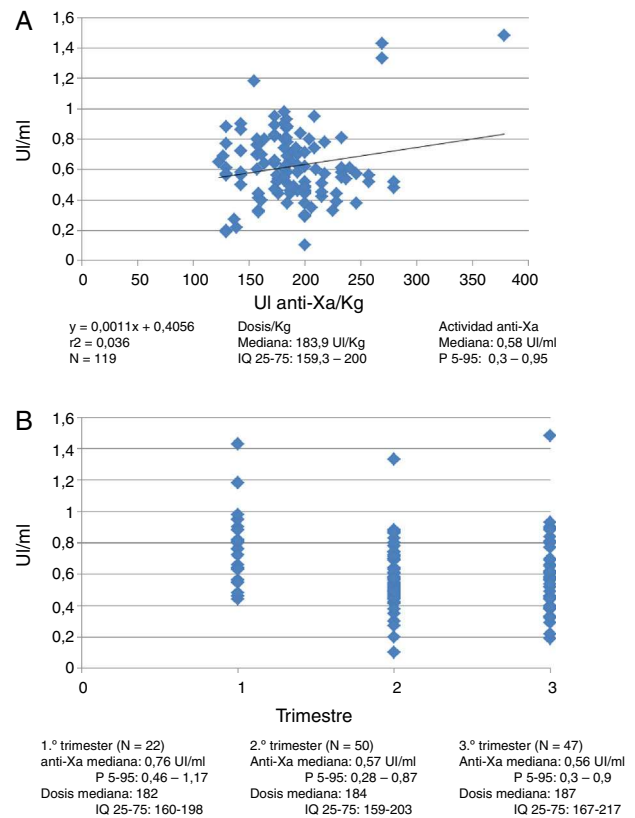 A
1,6
1,4
1,2
1
0,8
0,6
0,4
0,2
0
UI/ml
0 50 100 150 200 250 300 350 400
UI anti-Xa/Kg
y = 0,0011x + 0,4056
r2 = 0,036
N = 119
Dosis/Kg
Mediana: 183,9 UI/Kg
IQ 25-75: 159,3 – 200
Actividad anti-Xa
Mediana: 0,58 UI/ml
P 5-95: 0,3 – 0,95
B
1,6
1,4
1,2
1
0,8
0,6
0,4
0,2
0
UI/ml
0 1 2 3
Trimestre
1.º trimester (N = 22)
anti-Xa mediana: 0,76 UI/ml
P 5-95: 0,46 – 1,17
Dosis mediana: 182
IQ 25-75: 160-198
2.º trimester (N = 50)
Anti-Xa mediana: 0,57 UI/ml
P 5-95: 0,28 – 0,87
Dosis mediana: 184
IQ 25-75: 159-203
3.º trimester (N = 47)
Anti-Xa mediana: 0,56 UI/ml
P 5-95: 0,3 – 0,9
Dosis mediana: 187
IQ 25-75: 167-217